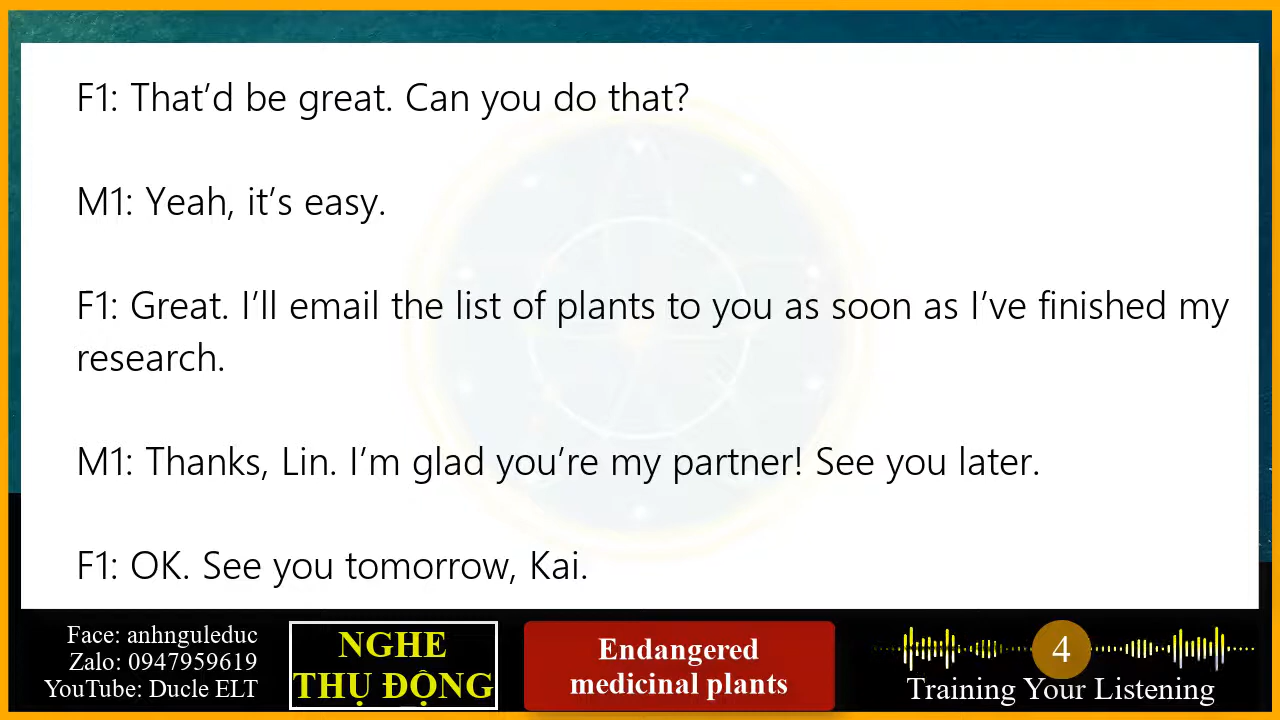 F1: That’d be great. Can you do that?
M1: Yeah, it’s easy.
F1: Great. I’ll email the list of plants to you as soon as I’ve finished my
research.
M1: Thanks, Lin. I’m glad you’re my partner! See you later.
F1: OK. See you tomorrow, Kai.
Face: anhnguleduc
Zalo: 0947959619
YouTube: Ducle ELT
NGHE
THỤ ĐỘNG
Endangered
medicinal plants
4
Training Your Listening